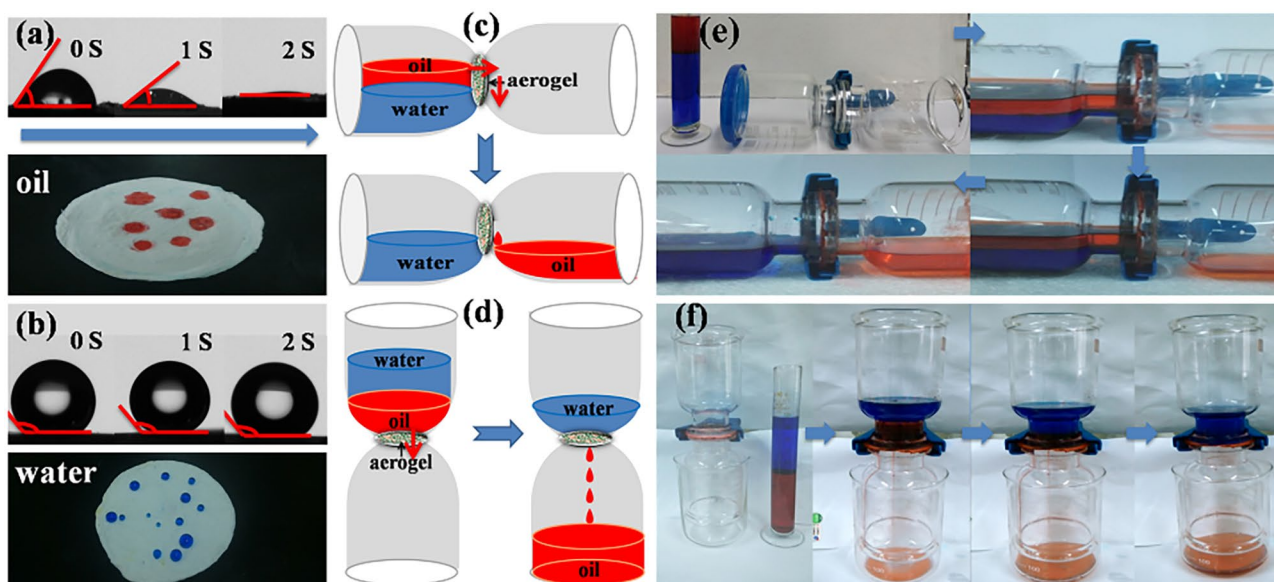 (a)
0 S
1 S
2 S
oil
(b)
0 S
1 S
2 S
water
(c)
oil
aerogel
water
water
oil
(d)
water
oil
aerogel
water
oil
(e)
(f)